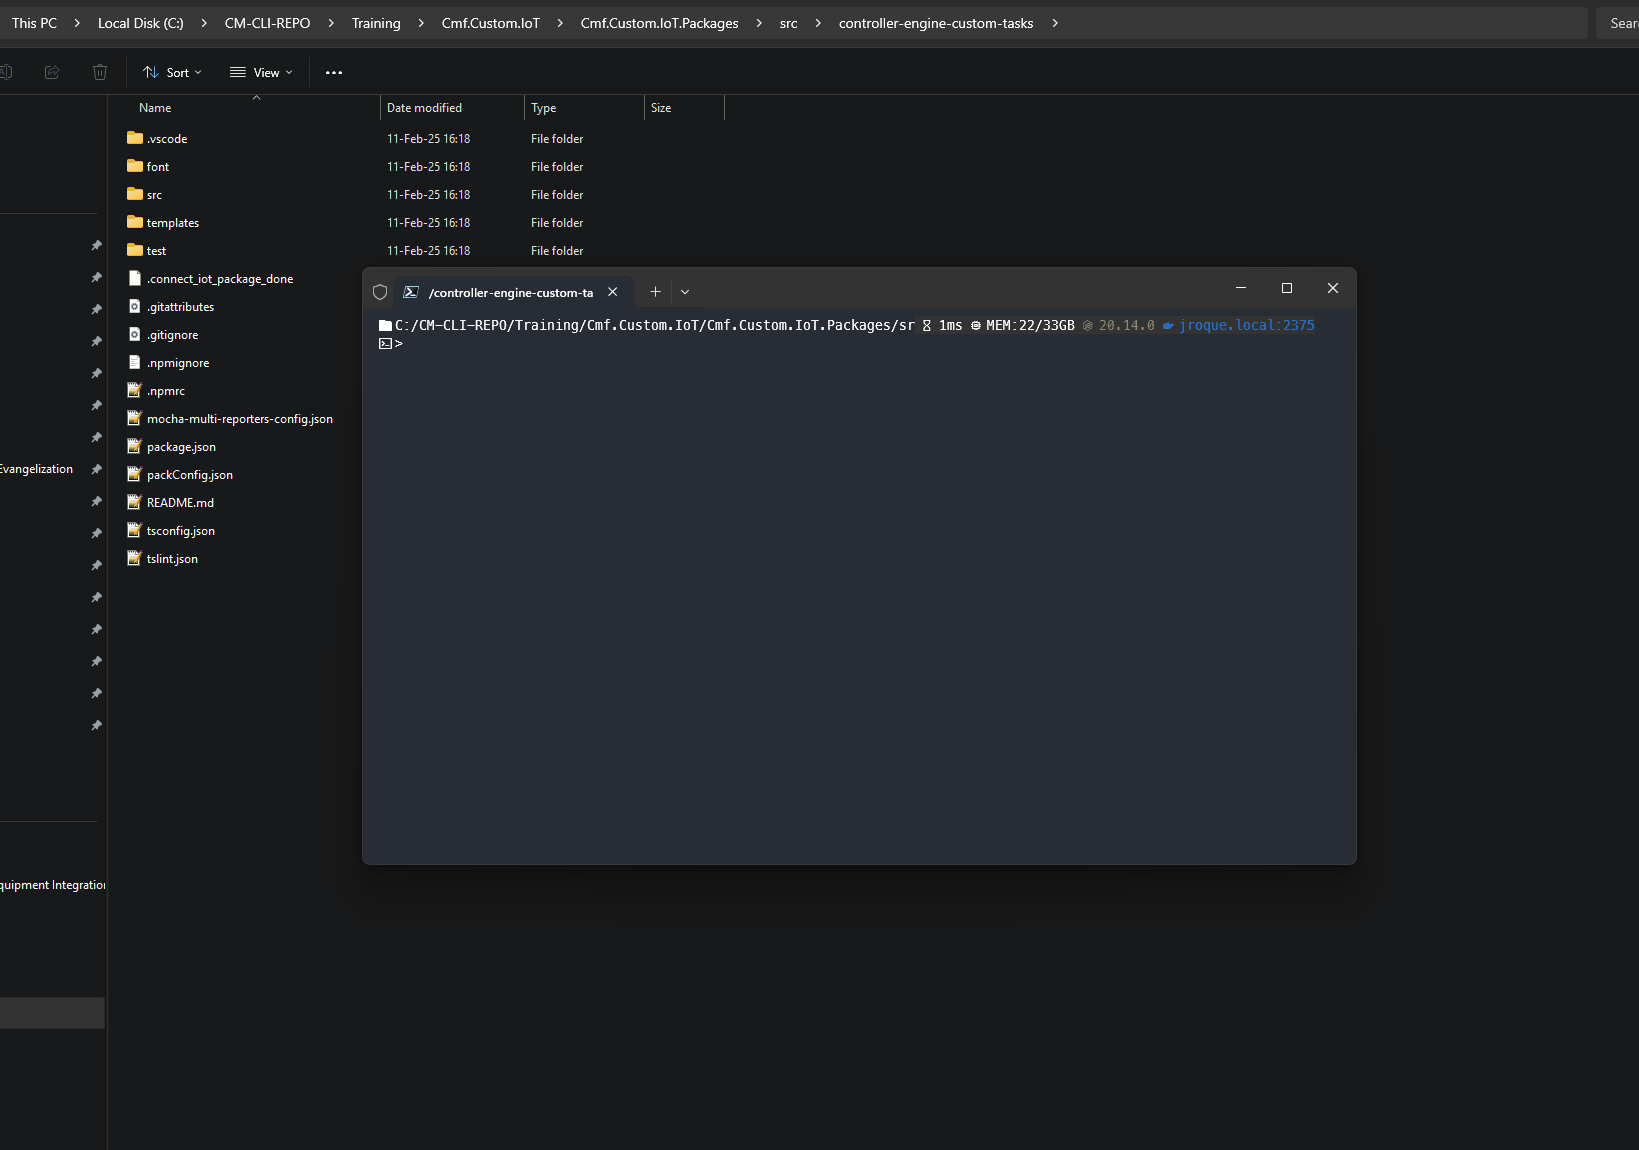 This PC > Local Disk (C:) > CM-CLI-REPO > Training > Cmf.Custom.IoT > Cmf.Custom.IoT.Packages > src > controller-engine-custom-tasks >
Sear
Sort View ...
Name Date modified Type Size
.vscode 11-Feb-25 16:18 File folder
font 11-Feb-25 16:18 File folder
src 11-Feb-25 16:18 File folder
templates 11-Feb-25 16:18 File folder
test 11-Feb-25 16:18 File folder
.connect_iot_package_done
.gitattributes
.gitignore
.npmignore
.npmrc
mocha-multi-reporters-config.json
package.json
packConfig.json
README.md
tsconfig.json
tslint.json
Evangelization
quipment Integration
/controller-engine-custom-ta
C:/CM-CLI-REPO/Training/Cmf.Custom.IoT/Cmf.Custom.IoT.Packages/sr 1ms MEM:22/33GB 20.14.0 jroque.local:2375
>